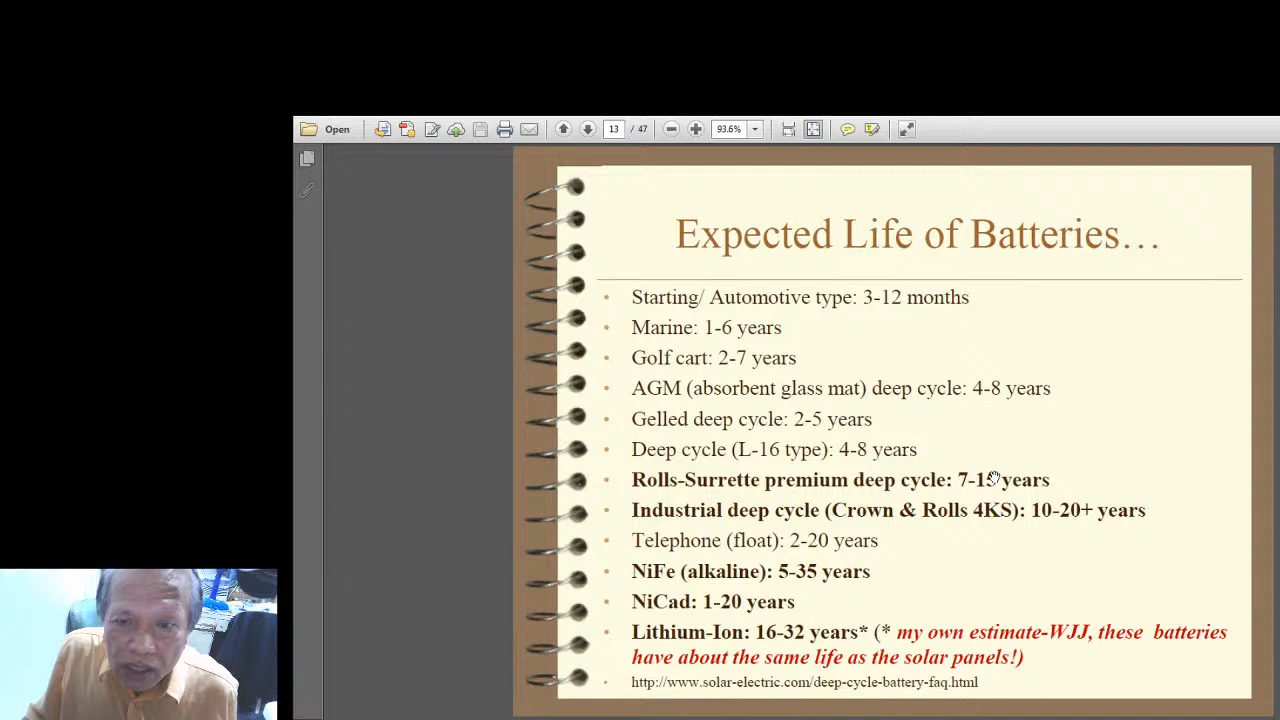 Open 13 / 47 93.6%
Expected Life of Batteries…
Starting/ Automotive type: 3-12 months
Marine: 1-6 years
Golf cart: 2-7 years
AGM (absorbent glass mat) deep cycle: 4-8 years
Gelled deep cycle: 2-5 years
Deep cycle (L-16 type): 4-8 years
Rolls-Surrette premium deep cycle: 7-15 years
Industrial deep cycle (Crown & Rolls 4KS): 10-20+ years
Telephone (float): 2-20 years
NiFe (alkaline): 5-35 years
NiCad: 1-20 years
Lithium-Ion: 16-32 years* (* my own estimate-WJJ, these batteries
have about the same life as the solar panels!)
http://www.solar-electric.com/deep-cycle-battery-faq.html